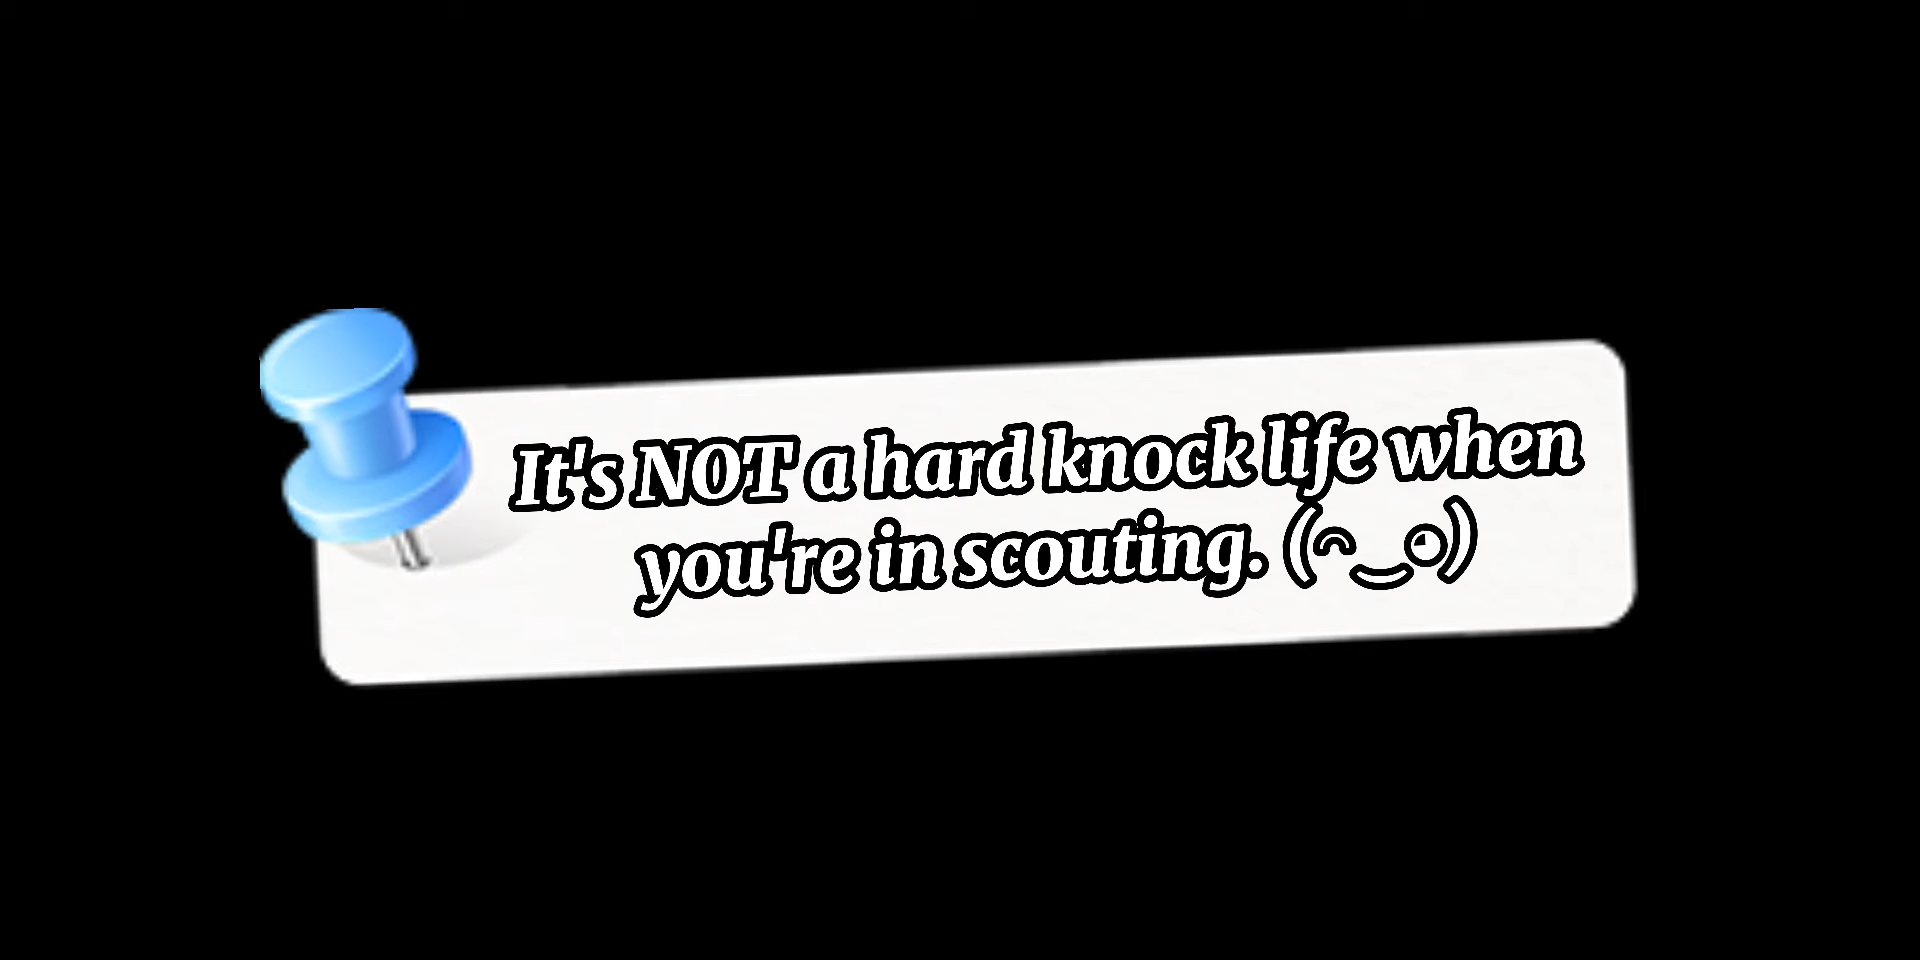 It's NOT a hard knock life when
you're in scouting. (^‿◕)